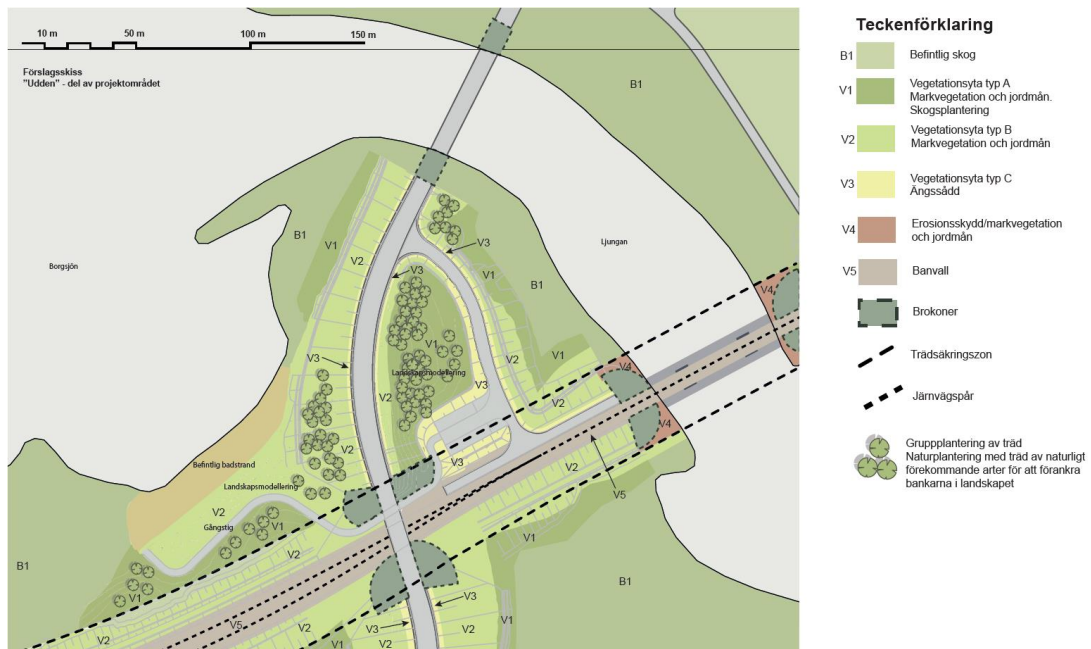 10 m
50 m
100 m
150 m
Förslagsskiss
"Udden" - del av projektområdet
B1
B1
V1
V2
V3
V3
V1
B1
Ljungan
Borgsjön
V4
V1
Landskapsmodellering
V3
V2
V2
V3
V1
V4
V2
V2
V3
V4
V2
V5
Befintlig badstrand
Landskapsmodellering
V2
V1
Gångstig
V2
V1
B1
B1
V1
V3
V5
V3
V2
V2
V2
V1
V2
Teckenförklaring
B1 Befintlig skog
V1 Vegetationsyta typ A
Markvegetation och jordmån.
Skogsplantering
V2 Vegetationsyta typ B
Markvegetation och jordmån
V3 Vegetationsyta typ C
Ängssådd
V4 Erosionsskydd/markvegetation
och jordmån
V5 Banvall
Brokoner
Trädsäkringszon
Järnvägspår
Gruppplantering av träd
Naturplantering med träd av naturligt
förekommande arter för att förankra
bankarna i landskapet